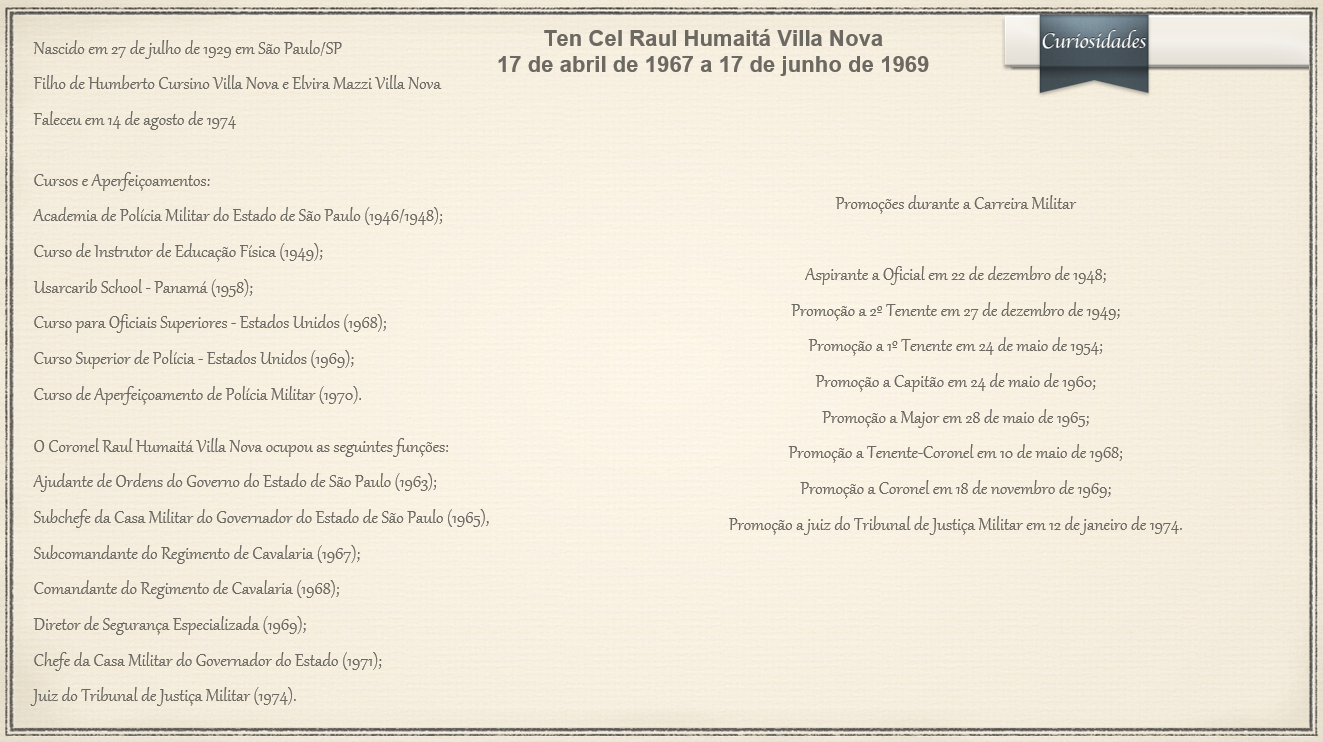 Ten Cel Raul Humaitá Villa Nova
17 de abril de 1967 a 17 de junho de 1969
Curiosidades
Nascido em 27 de julho de 1929 em São Paulo/SP
Filho de Humberto Cursino Villa Nova e Elvira Mazzi Villa Nova
Faleceu em 14 de agosto de 1974
Cursos e Aperfeiçoamentos:
Academia de Polícia Militar do Estado de São Paulo (1946/1948);
Curso de Instrutor de Educação Física (1949);
Usarcarib School - Panamá (1958);
Curso para Oficiais Superiores - Estados Unidos (1968);
Curso Superior de Polícia - Estados Unidos (1969);
Curso de Aperfeiçoamento de Polícia Militar (1970).
O Coronel Raul Humaitá Villa Nova ocupou as seguintes funções:
Ajudante de Ordens do Governo do Estado de São Paulo (1963);
Subchefe da Casa Militar do Governador do Estado de São Paulo (1965),
Subcomandante do Regimento de Cavalaria (1967);
Comandante do Regimento de Cavalaria (1968);
Diretor de Segurança Especializada (1969);
Chefe da Casa Militar do Governador do Estado (1971);
Juiz do Tribunal de Justiça Militar (1974).
Promoções durante a Carreira Militar
Aspirante a Oficial em 22 de dezembro de 1948;
Promoção a 2º Tenente em 27 de dezembro de 1949;
Promoção a 1º Tenente em 24 de maio de 1954;
Promoção a Capitão em 24 de maio de 1960;
Promoção a Major em 28 de maio de 1965;
Promoção a Tenente-Coronel em 10 de maio de 1968;
Promoção a Coronel em 18 de novembro de 1969;
Promoção a juiz do Tribunal de Justiça Militar em 12 de janeiro de 1974.